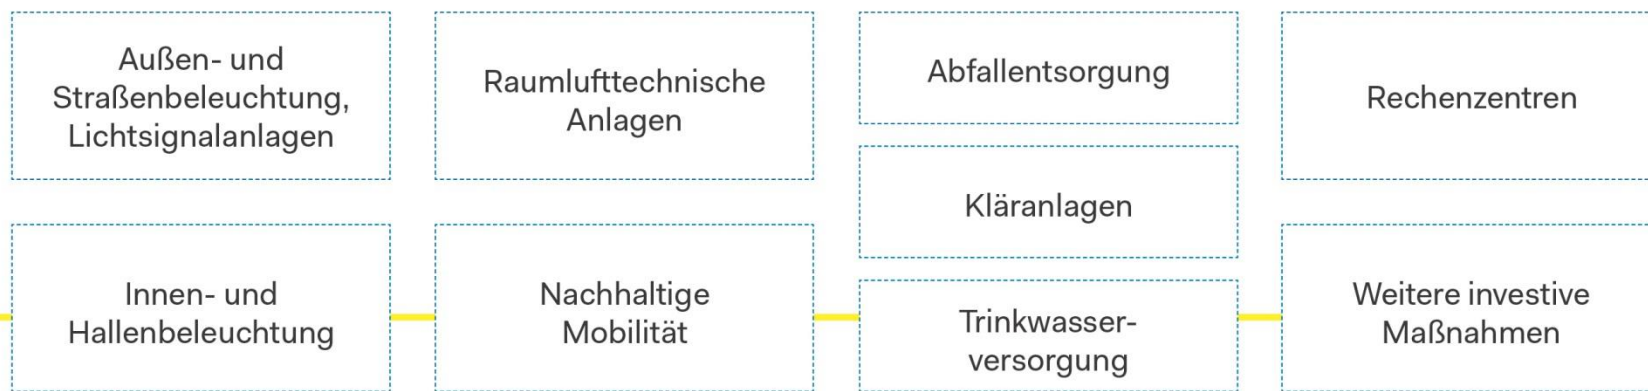 Außen- und
Straßenbeleuchtung,
Lichtsignalanlagen
Raumlufttechnische
Anlagen
Abfallentsorgung
Rechenzentren
Kläranlagen
Innen- und
Hallenbeleuchtung
Nachhaltige
Mobilität
Trinkwasser-
versorgung
Weitere investive
Maßnahmen